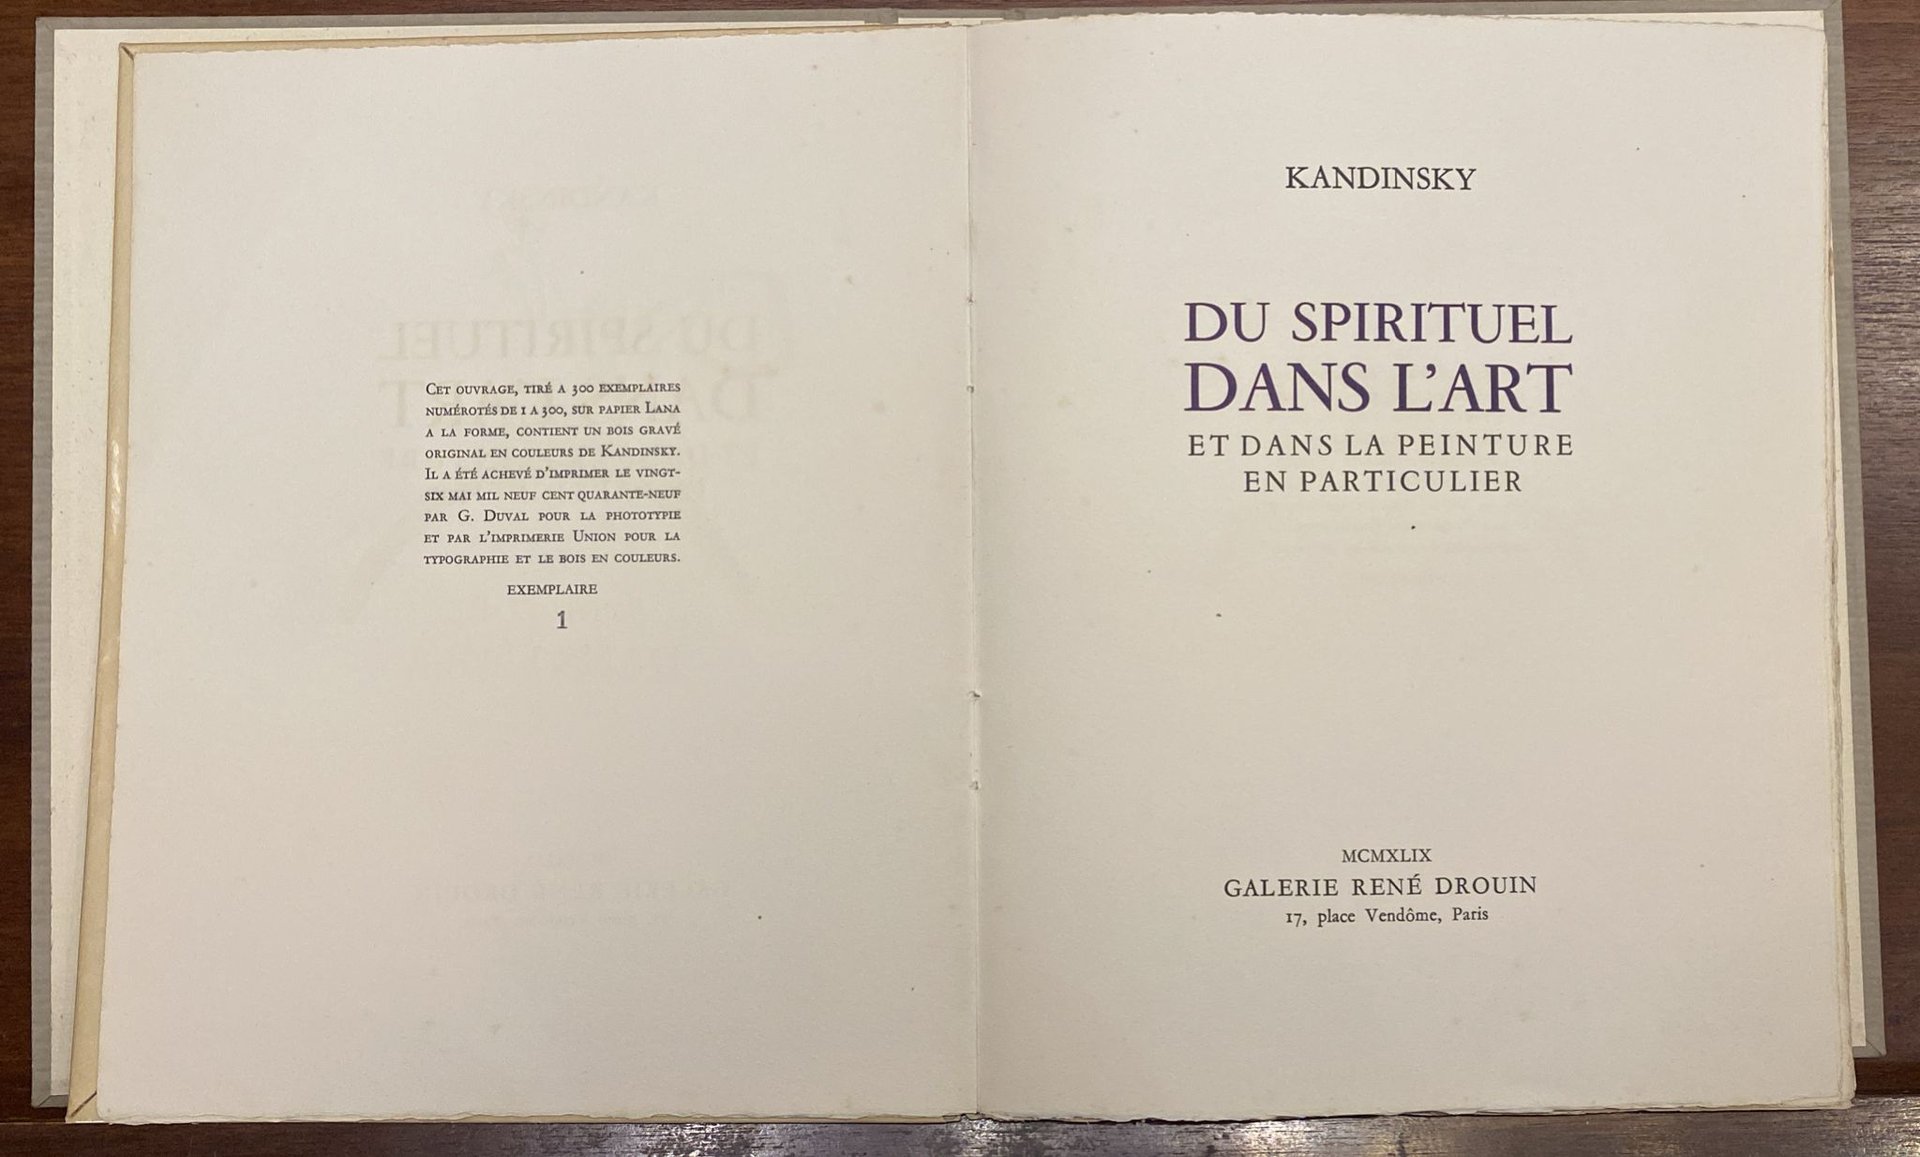 Cet ouvrage, tiré a 300 exemplaires
numérotés de 1 a 300, sur papier Lana
a la forme, contient un bois gravé
original en couleurs de Kandinsky.
Il a été achevé d'imprimer le vingt-
six mai mil neuf cent quarante-neuf
par G. Duval pour la phototypie
et par l'imprimerie Union pour la
typographie et le bois en couleurs.
EXEMPLAIRE
1
KANDINSKY
DU SPIRITUEL
DANS L'ART
ET DANS LA PEINTURE
EN PARTICULIER
MCMXLIX
GALERIE RENÉ DROUIN
17, place Vendôme, Paris